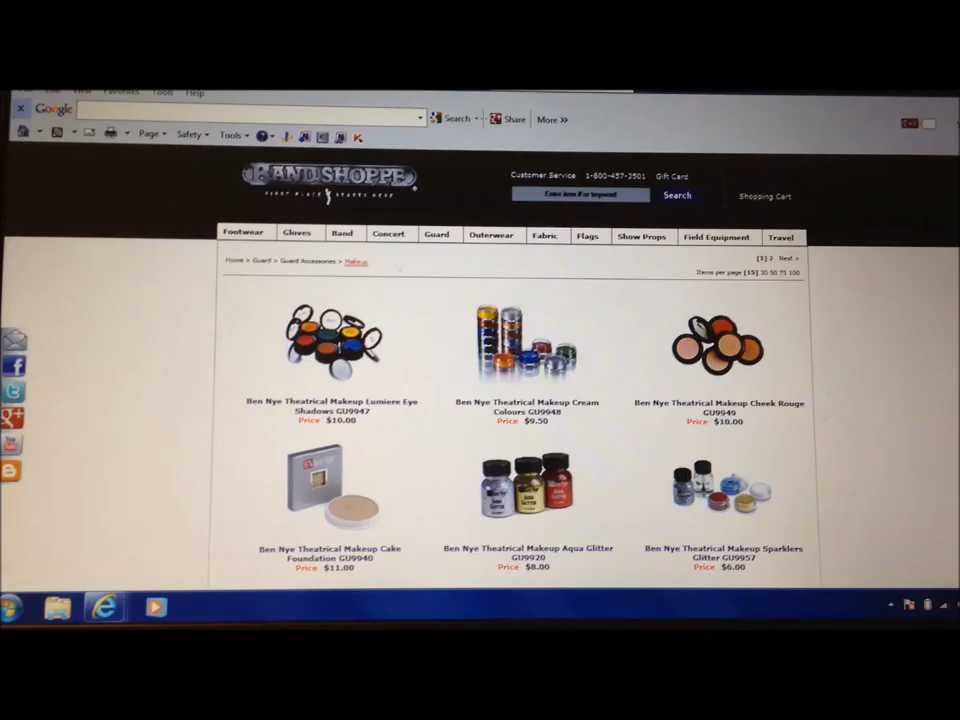 Favorites Tools Help
x Google Search Share More »
Page Safety Tools
BAND SHOPPE
FIRST PLACE STARTS HERE
Customer Service 1-800-457-3501 Gift Card
Enter item # or keyword Search Shopping Cart
Footwear Gloves Band Concert Guard Outerwear Fabric Flags Show Props Field Equipment Travel
Home > Guard > Guard Accessories > Makeup
[1] 2 Next >
Items per page [15] 30 50 75 100
Ben Nye Theatrical Makeup Lumiere Eye
Shadows GU9947
Price $10.00
Ben Nye Theatrical Makeup Cream
Colours GU9948
Price $9.50
Ben Nye Theatrical Makeup Cheek Rouge
GU9949
Price $10.00
Ben Nye Theatrical Makeup Cake
Foundation GU9940
Price $11.00
Ben Nye Theatrical Makeup Aqua Glitter
GU9920
Price $8.00
Ben Nye Theatrical Makeup Sparklers
Glitter GU9957
Price $6.00